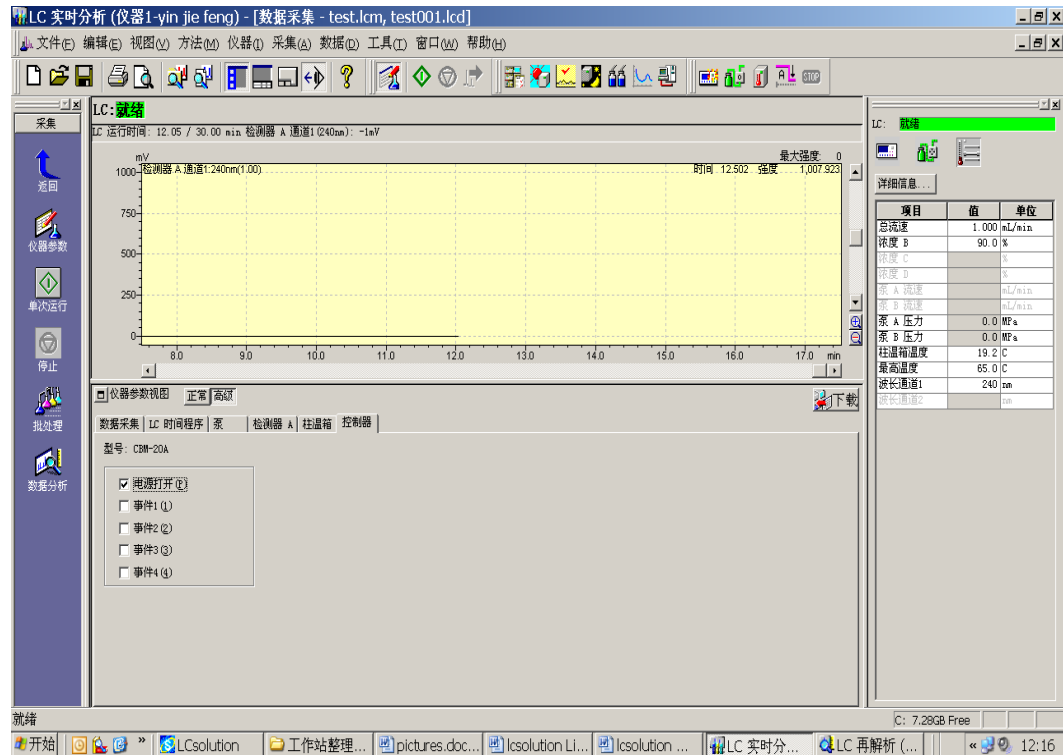 LC 实时分析 (仪器1-yin jie feng) - [数据采集 - test.lcm, test001.lcd]
文件(F) 编辑(E) 视图(V) 方法(M) 仪器(I) 采集(A) 数据(D) 工具(T) 窗口(W) 帮助(H)
采集
返回
仪器参数
单次运行
停止
批处理
数据分析
LC:就绪
LC 运行时间: 12.05 / 30.00 min 检测器 A 通道1(240nm): -1mV
最大强度: 0
mV
检测器 A 通道1:240nm(1.00)
时间 12.502 强度 1,007.923
1000
750
500
250
0
8.0 9.0 10.0 11.0 12.0 13.0 14.0 15.0 16.0 17.0 min
仪器参数视图 正常 高级
下载
数据采集 LC 时间程序 泵 检测器 A 柱温箱 控制器
型号: CBM-20A
电源打开(P)
事件1(1)
事件2(2)
事件3(3)
事件4(4)
LC: 就绪
详细信息...
项目 值 单位
总流速 1.000 mL/min
浓度 B 90.0 %
浓度 C %
浓度 D %
泵 A 流速 mL/min
泵 B 流速 mL/min
泵 A 压力 0.0 MPa
泵 B 压力 0.0 MPa
柱温箱温度 19.2 C
最高温度 65.0 C
波长通道1 240 nm
波长通道2 nm
就绪
C: 7.28GB Free
开始 » LCsolution 工作站整理... pictures.doc... lcsolution Li... lcsolution ... LC 实时分... LC 再解析 (... « 12:16